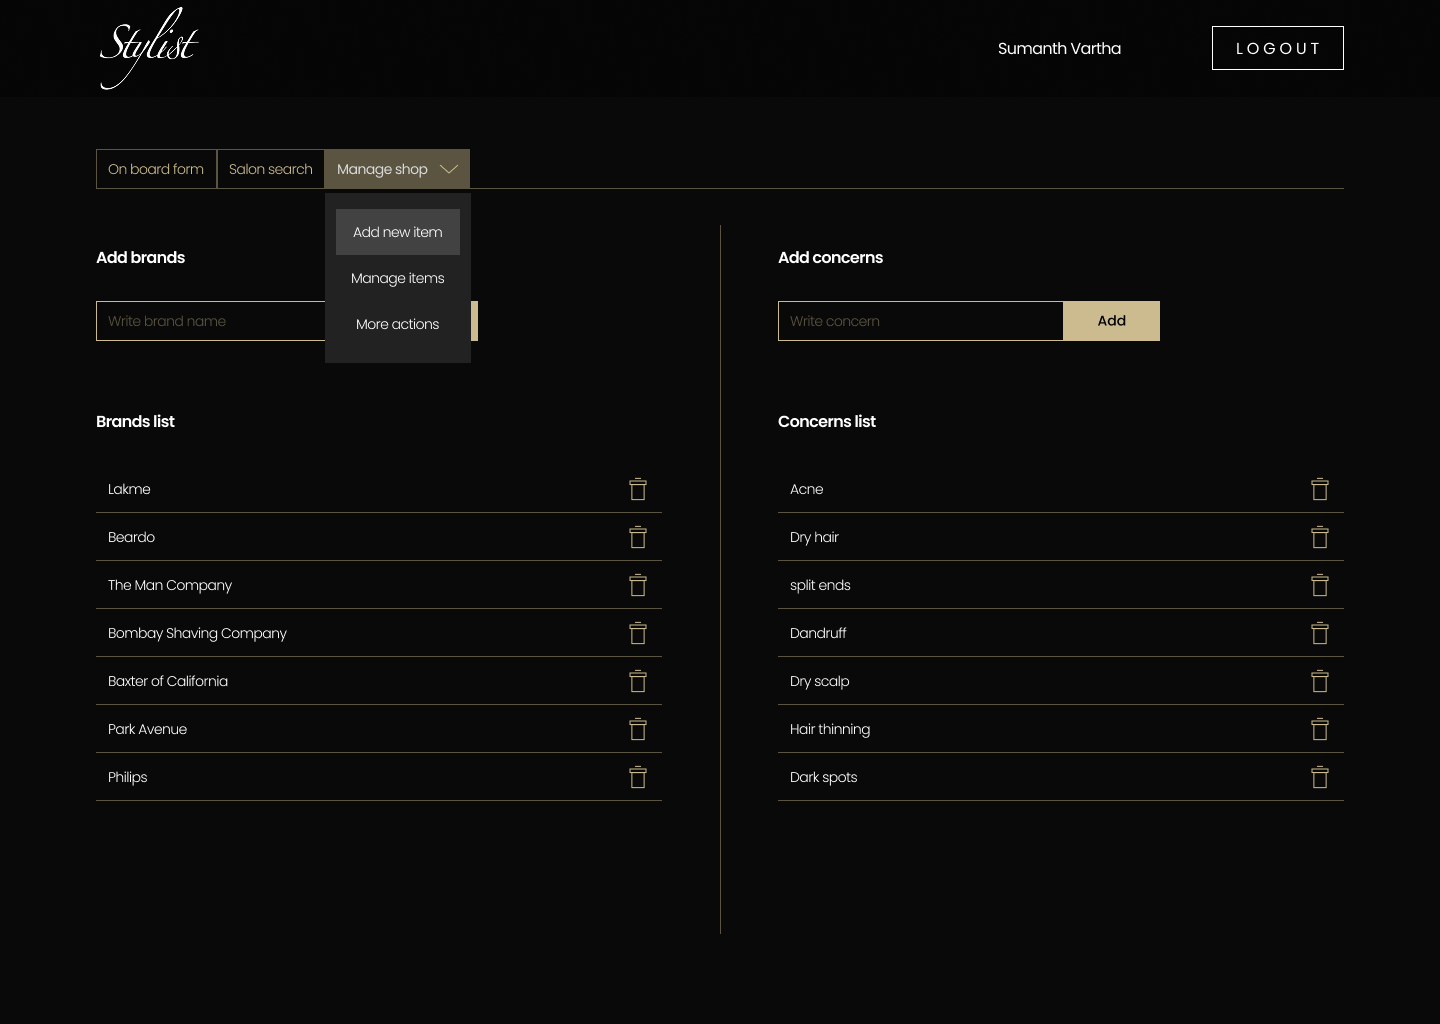 Stylist
Sumanth Vartha
LOGOUT
On board form
Salon search
Manage shop
Add new item
Manage items
More actions
Add brands
Write brand name
Brands list
Lakme
Beardo
The Man Company
Bombay Shaving Company
Baxter of California
Park Avenue
Philips
Add concerns
Write concern
Add
Concerns list
Acne
Dry hair
split ends
Dandruff
Dry scalp
Hair thinning
Dark spots